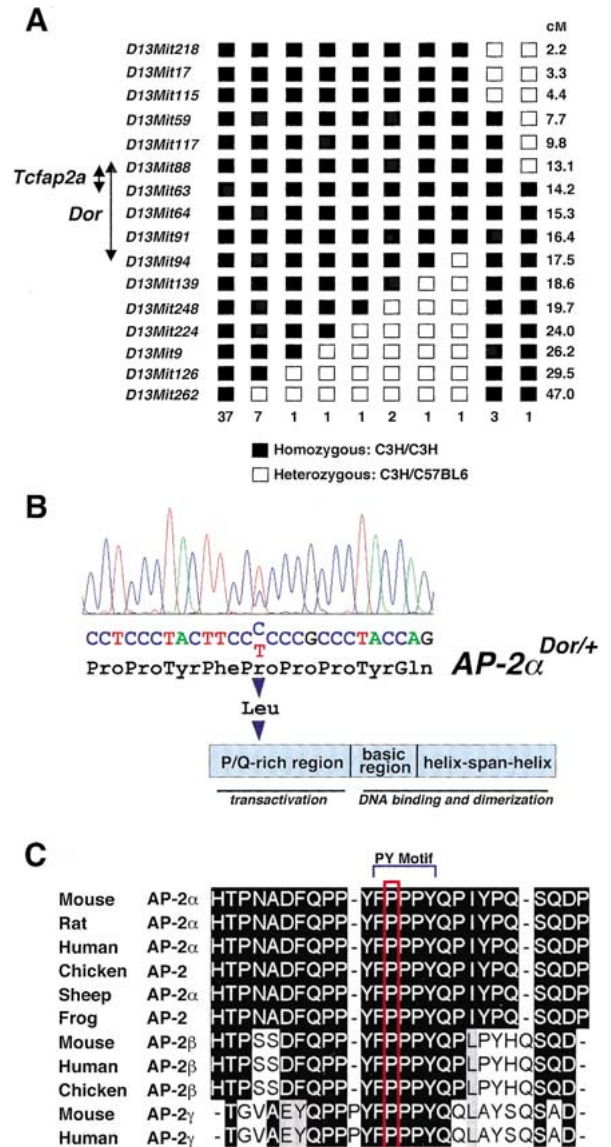 A
cM
D13Mit218 2.2
D13Mit17 3.3
D13Mit115 4.4
D13Mit59 7.7
D13Mit117 9.8
D13Mit88 13.1
Tcfap2a
D13Mit63 14.2
D13Mit64 15.3
Dor
D13Mit91 16.4
D13Mit94 17.5
D13Mit139 18.6
D13Mit248 19.7
D13Mit224 24.0
D13Mit9 26.2
D13Mit126 29.5
D13Mit262 47.0
37 7 1 1 1 2 1 1 3 1
Homozygous: C3H/C3H
Heterozygous: C3H/C57BL6
B
CCTCCCTACTTCC C CCCGCCCTACCAG
T
ProProTyrPheProProProTyrGln
AP-2α Dor/+
Leu
P/Q-rich region basic region helix-span-helix
transactivation DNA binding and dimerization
C
PY Motif
Mouse AP-2α HTPNADFQPP-YFPPPYQPIYPQ-SQDP
Rat AP-2α HTPNADFQPP-YFPPPYQPIYPQ-SQDP
Human AP-2α HTPNADFQPP-YFPPPYQPIYPQ-SQDP
Chicken AP-2 HTPNADFQPP-YFPPPYQPIYPQ-SQDP
Sheep AP-2α HTPNADFQPP-YFPPPYQPIYPQ-SQDP
Frog AP-2 HTPNADFQPP-YFPPPYQPIYPQ-SQDP
Mouse AP-2β HTPSSDFQPP-YFPPPYQPLPYHQSQD-
Human AP-2β HTPSSDFQPP-YFPPPYQPLPYHQSQD-
Chicken AP-2β HTPSSDFQPP-YFPPPYQPLPYHQSQD-
Mouse AP-2γ -TGVAEYQPPPYFPPPYQQLAYSQSAD-
Human AP-2γ -TGVAEYQPPPYFPPPYQQLAYSQSAD-